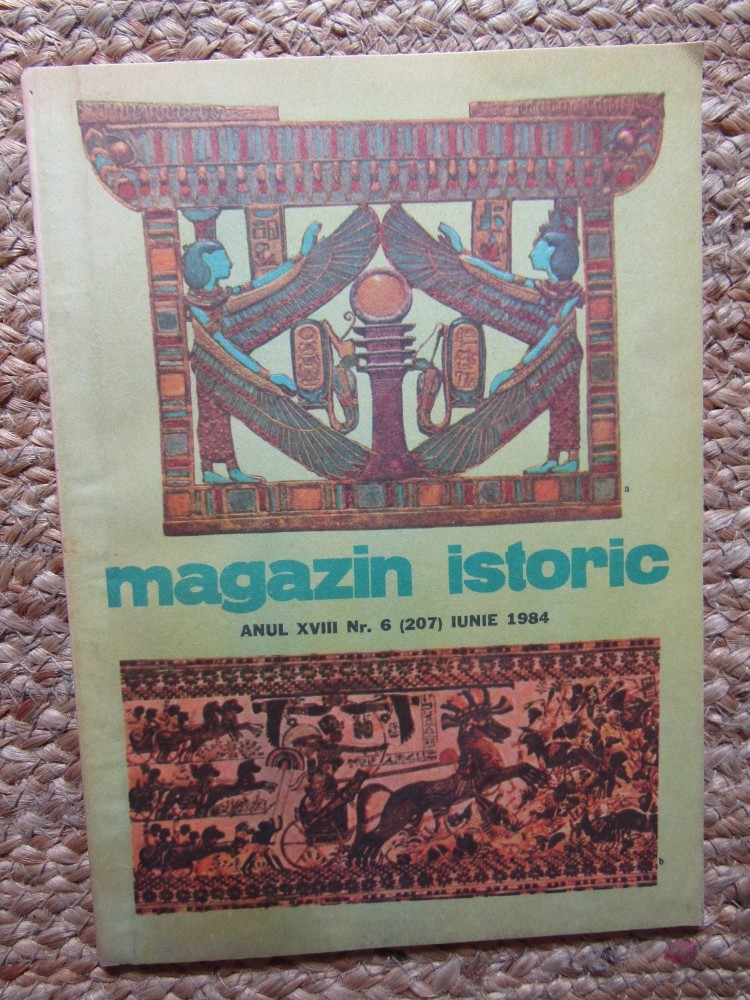 a
magazin istoric
ANUL XVIII Nr. 6 (207) IUNIE 1984
b